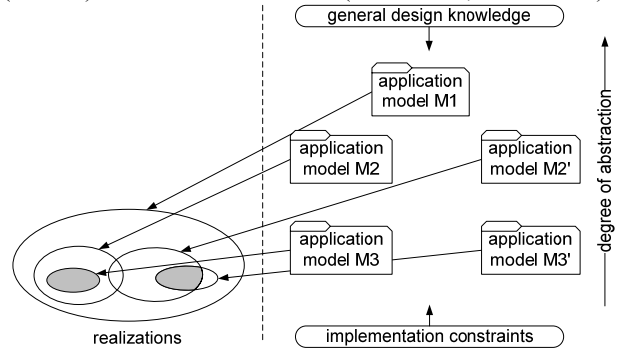 general design knowledge
application
model M1
application
model M2
application
model M2'
application
model M3
application
model M3'
degree of abstraction
realizations
implementation constraints